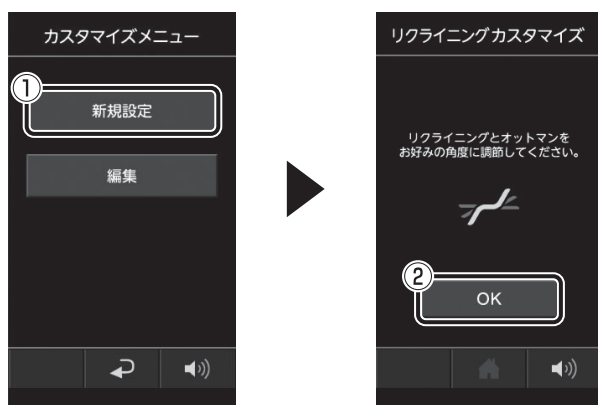 カスタマイズメニュー
①
新規設定
編集
リクライニングカスタマイズ
リクライニングとオットマンを
お好みの角度に調節してください。
②
OK